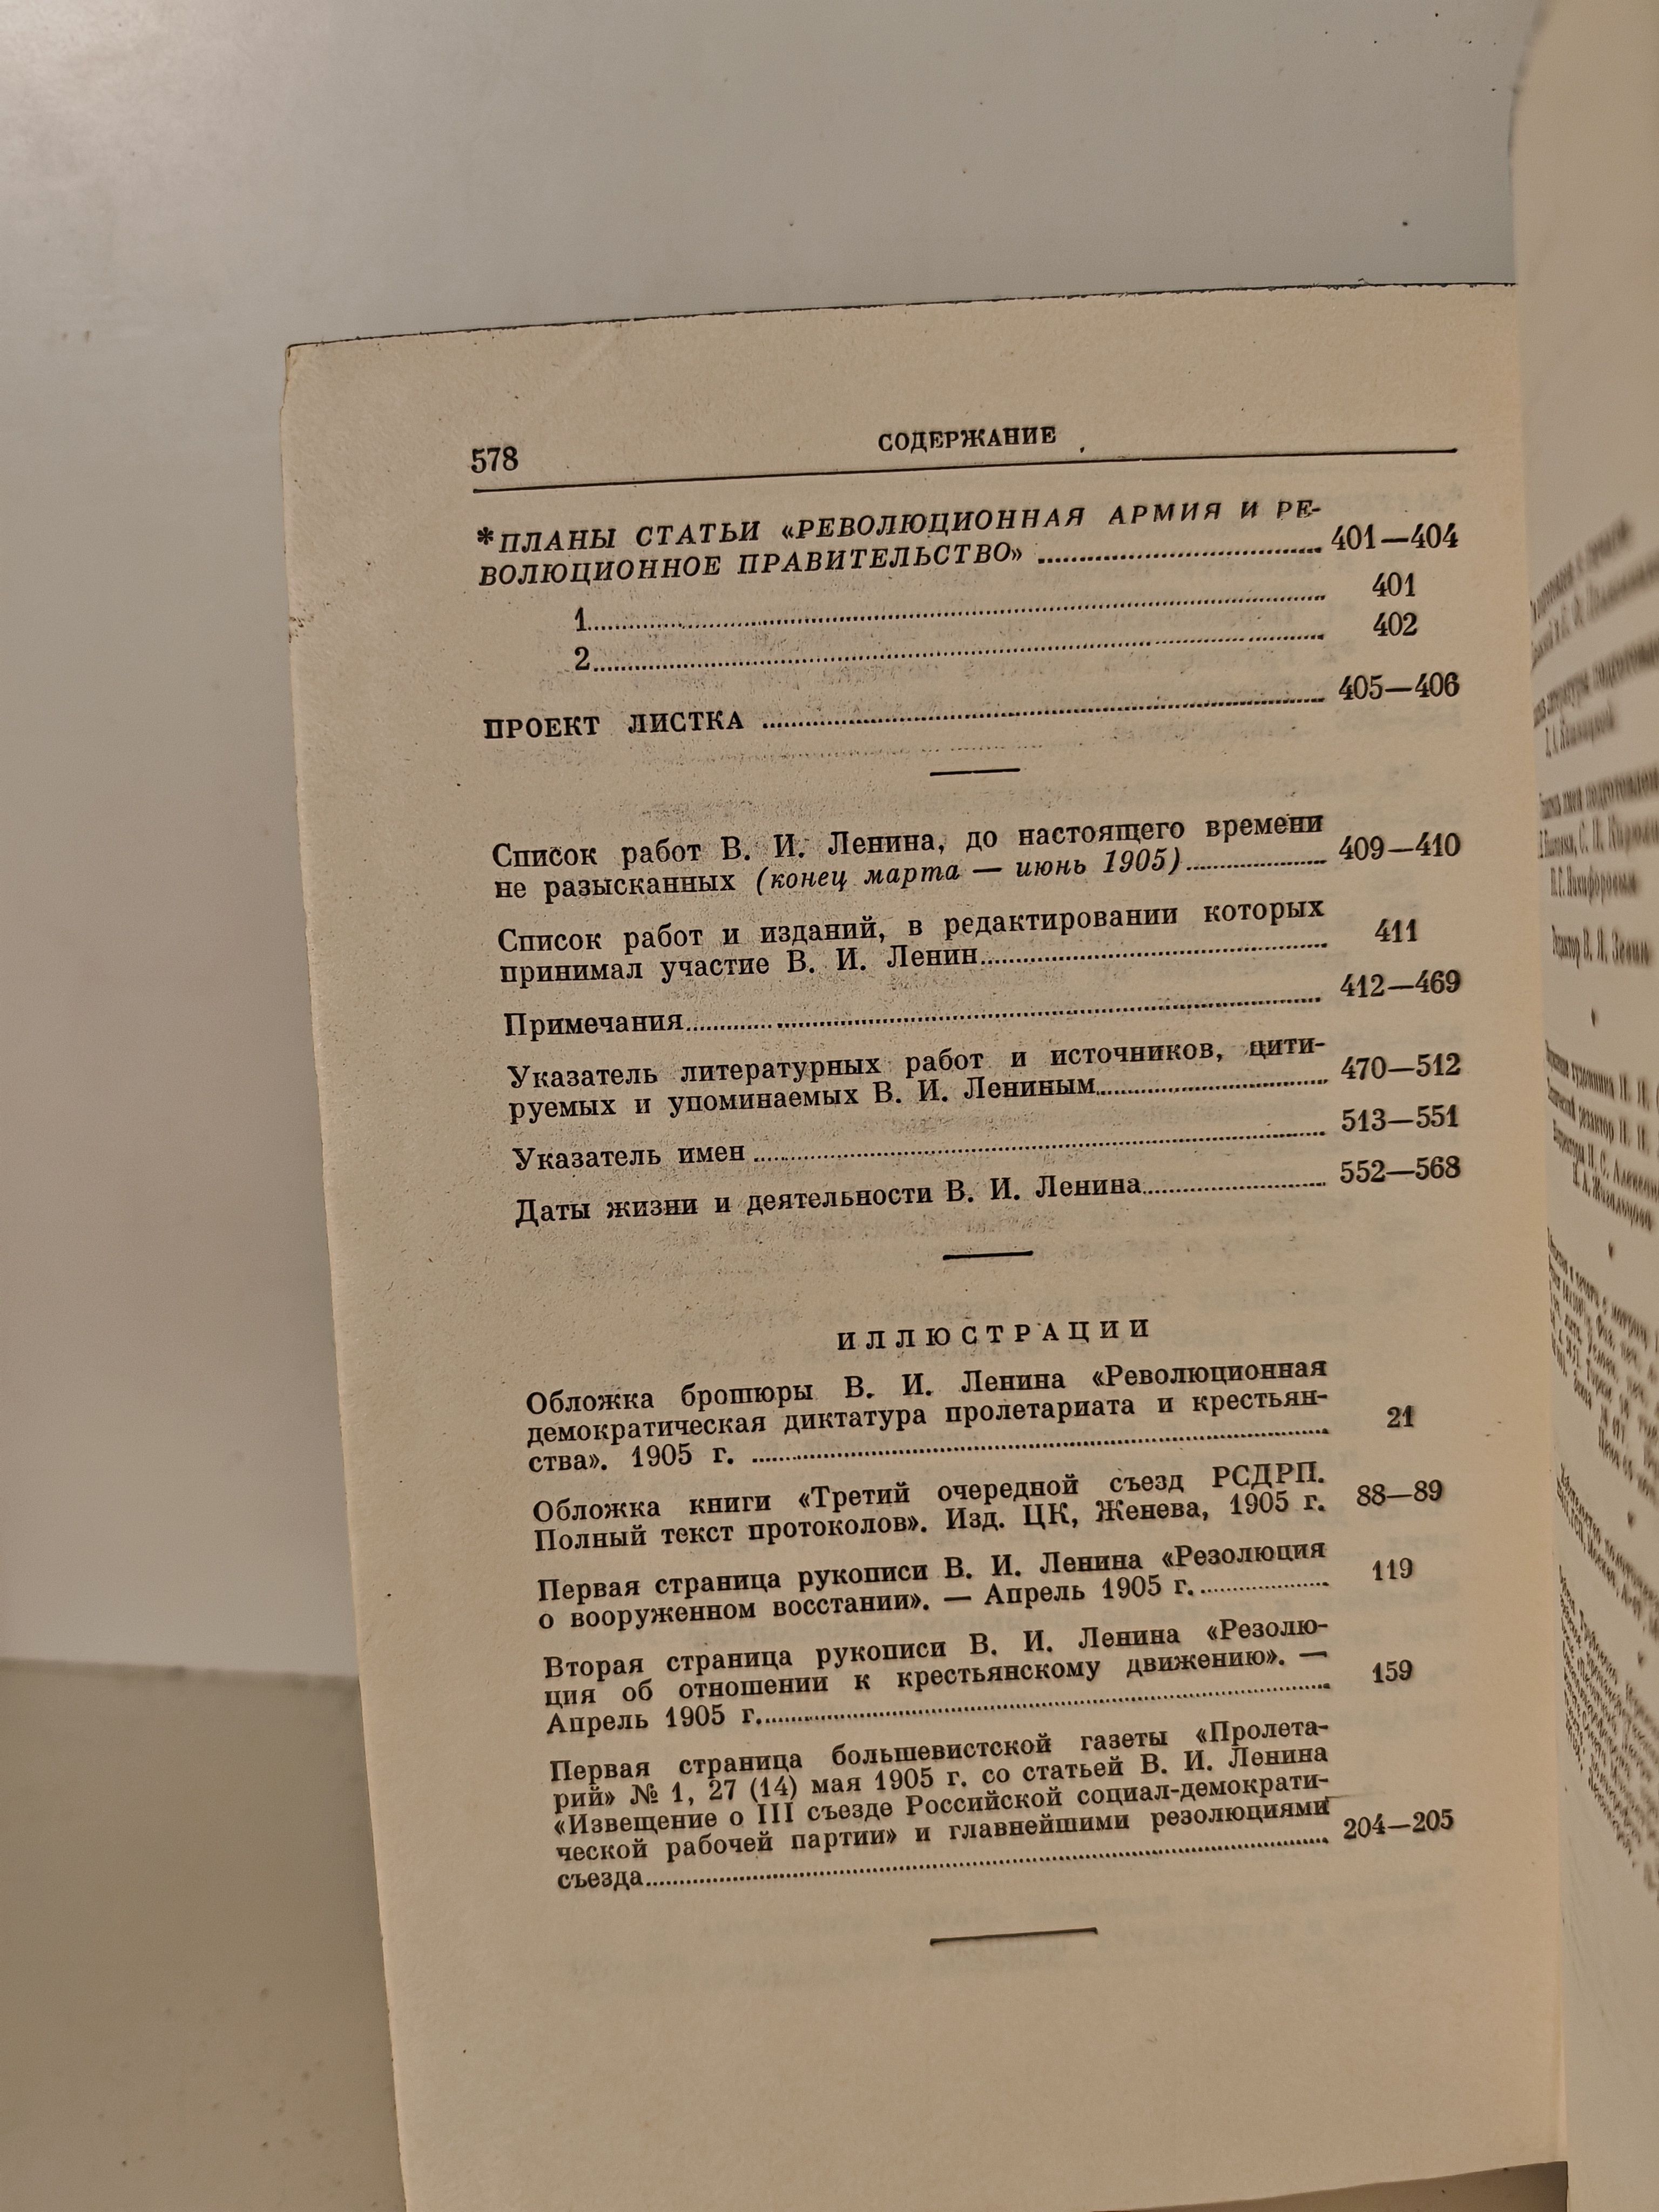 578
СОДЕРЖАНИЕ
*ПЛАНЫ СТАТЬИ «РЕВОЛЮЦИОННАЯ АРМИЯ И РЕ-
ВОЛЮЦИОННОЕ ПРАВИТЕЛЬСТВО» ........ 401—404
1........ 401
2........ 402
ПРОЕКТ ЛИСТКА ........ 405—406
Список работ В. И. Ленина, до настоящего времени
не разысканных (конец марта — июнь 1905)........ 409—410
Список работ и изданий, в редактировании которых
принимал участие В. И. Ленин........ 411
Примечания........ 412—469
Указатель литературных работ и источников, цити-
руемых и упоминаемых В. И. Лениным........ 470—512
Указатель имен ........ 513—551
Даты жизни и деятельности В. И. Ленина........ 552—568
ИЛЛЮСТРАЦИИ
Обложка брошюры В. И. Ленина «Революционная
демократическая диктатура пролетариата и крестьян-
ства». 1905 г. ........ 21
Обложка книги «Третий очередной съезд РСДРП.
Полный текст протоколов». Изд. ЦК, Женева, 1905 г. 88—89
Первая страница рукописи В. И. Ленина «Резолюция
о вооруженном восстании». — Апрель 1905 г......... 119
Вторая страница рукописи В. И. Ленина «Резолю-
ция об отношении к крестьянскому движению». —
Апрель 1905 г......... 159
Первая страница большевистской газеты «Пролета-
рий» № 1, 27 (14) мая 1905 г. со статьей В. И. Ленина
«Извещение о III съезде Российской социал-демократи-
ческой рабочей партии» и главнейшими резолюциями
съезда........ 204—205
Редактор В. Я. Зевин